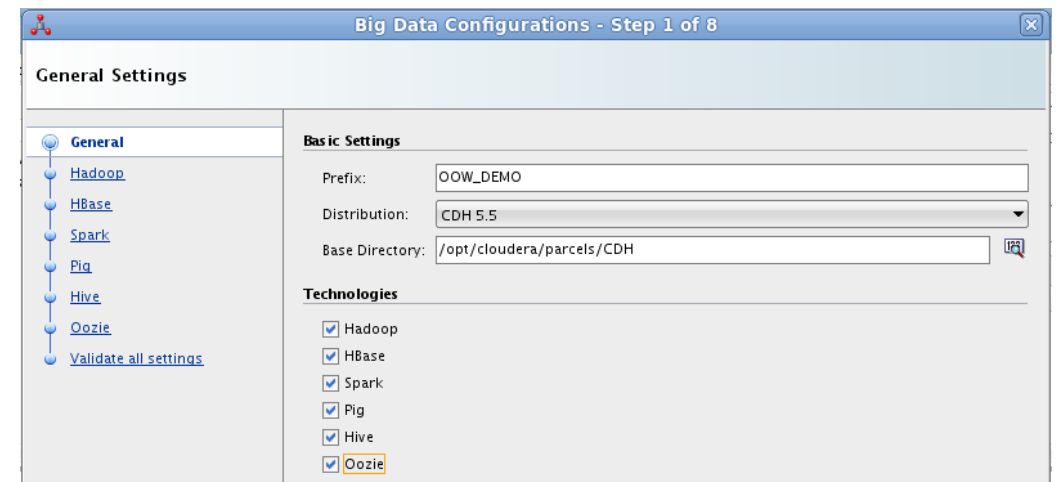 Big Data Configurations - Step 1 of 8
General Settings
General
Hadoop
HBase
Spark
Pig
Hive
Oozie
Validate all settings
Basic Settings
Prefix: OOW_DEMO
Distribution: CDH 5.5
Base Directory: /opt/cloudera/parcels/CDH
Technologies
Hadoop
HBase
Spark
Pig
Hive
Oozie